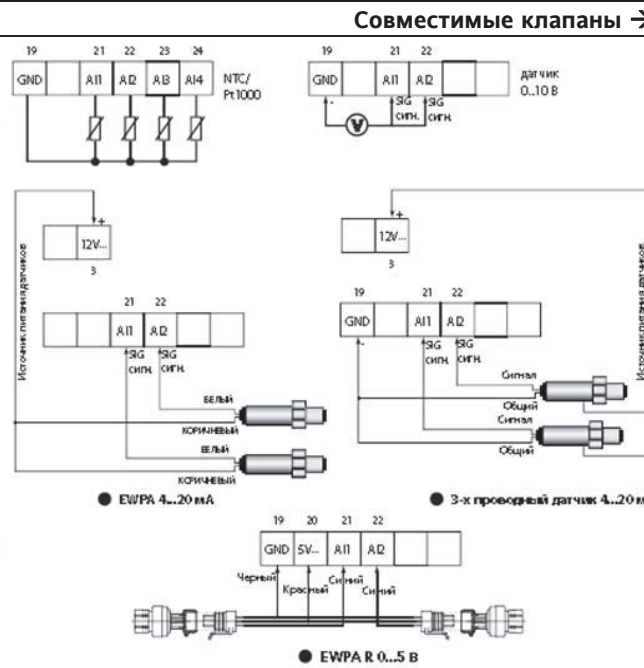 Совместимые клапаны →
19 21 22 23 24
GND AI1 AI2 AI3 AI4
NTC/
Pt1000
19 21 22
GND AI1 AI2
датчик
0...10 В
-
SIG SIG
сигн. сигн.
V
+
12V...
3
Источник питания датчиков
21 22
AI1 AI2
SIG SIG
сигн. сигн.
БЕЛЫЙ
КОРИЧНЕВЫЙ
БЕЛЫЙ
КОРИЧНЕВЫЙ
● EWPA 4...20 мА
+
12V...
3
Источник питания датчиков
19 21 22
GND AI1 AI2
-
SIG SIG
сигн. сигн.
Сигнал
Общий
Сигнал
Общий
● 3-х проводный датчик 4...20 м
19 20 21 22
GND 5V... AI1 AI2
Черный
Красный
Синий
Синий
● EWPA R 0...5 В